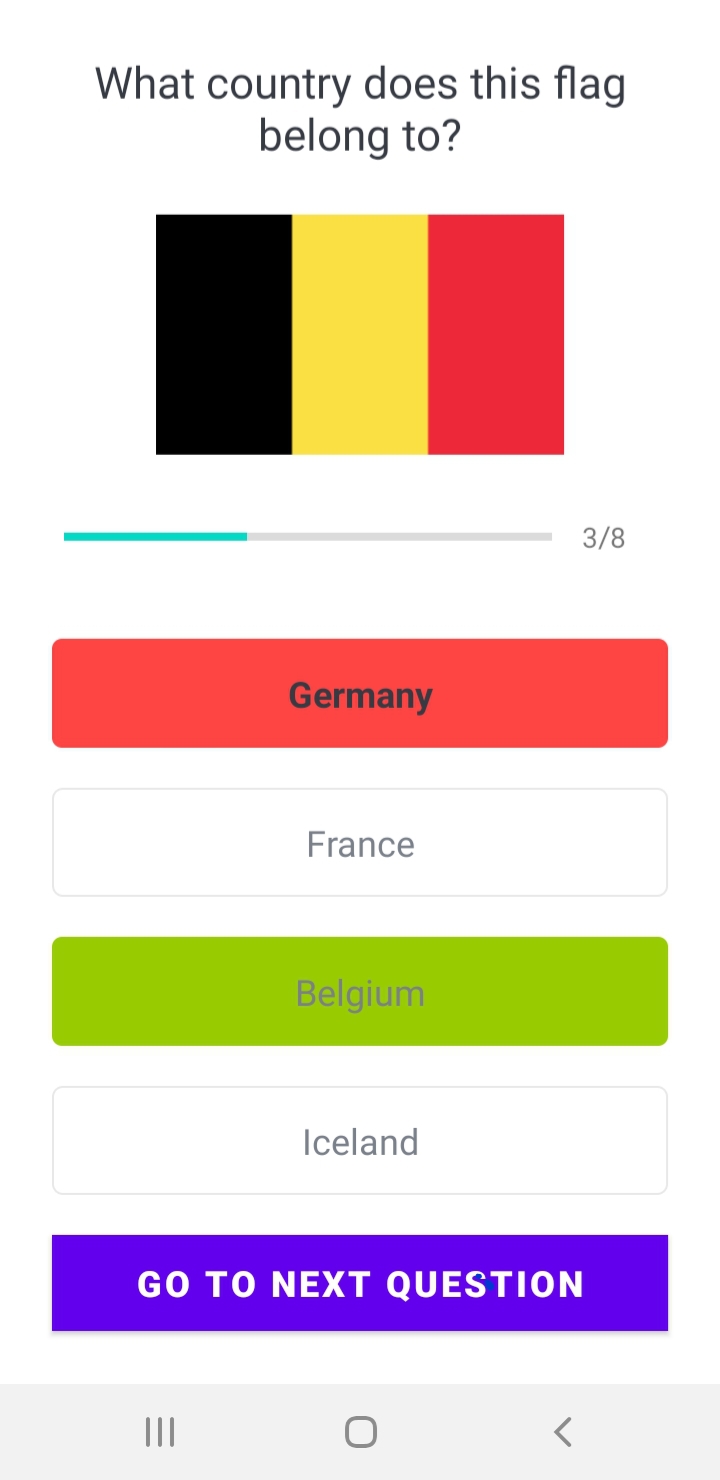 What country does this flag
belong to?
3/8
Germany
France
Belgium
Iceland
GO TO NEXT QUESTION